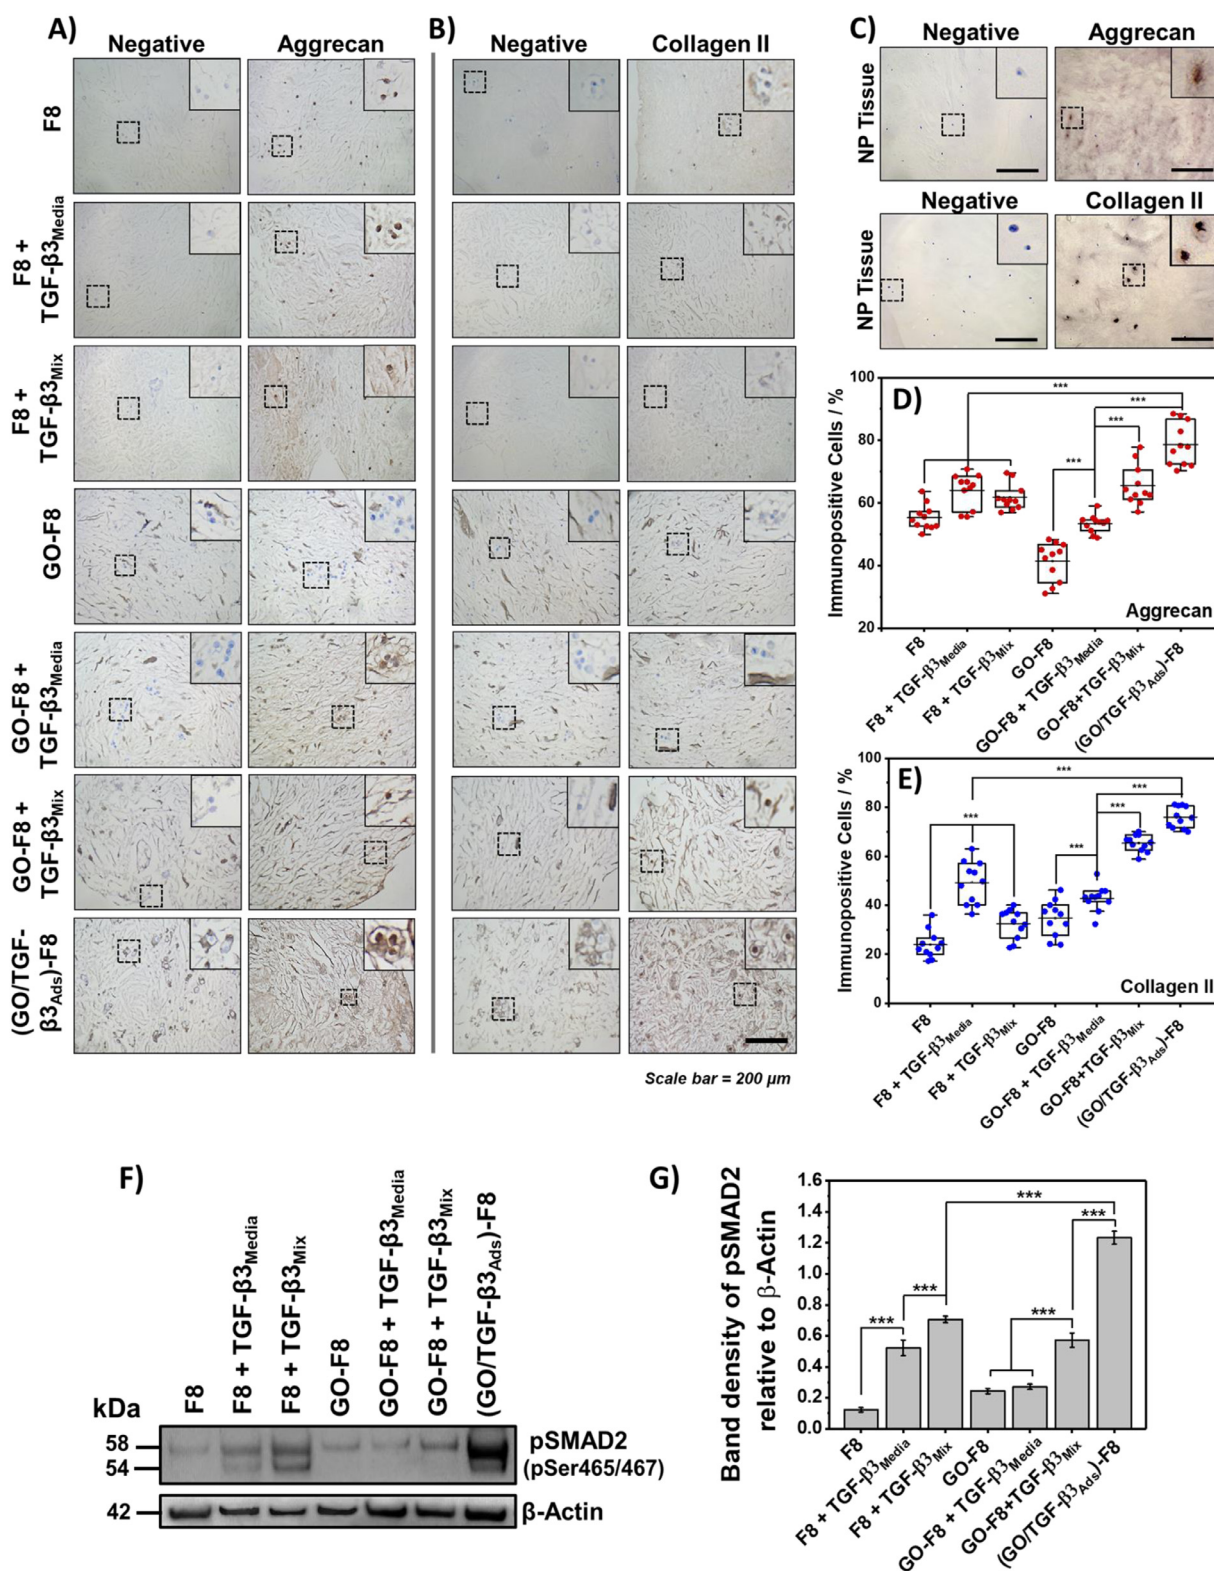 A)
Negative
Aggrecan
B)
Negative
Collagen II
F8
F8 +
TGF-β3Media
F8 +
TGF-β3Mix
GO-F8
GO-F8 +
TGF-β3Media
GO-F8 +
TGF-β3Mix
(GO/TGF-
β3Ads)-F8
Scale bar = 200 µm
C)
Negative
Aggrecan
NP Tissue
Negative
Collagen II
NP Tissue
D)
Immunopositive Cells / %
100
80
60
40
20
***
***
***
***
Aggrecan
F8
F8 + TGF-β3Media
F8 + TGF-β3Mix
GO-F8
GO-F8 + TGF-β3Media
GO-F8+TGF-β3Mix
(GO/TGF-β3Ads)-F8
E)
Immunopositive Cells / %
100
80
60
40
20
0
***
***
***
***
***
Collagen II
F8
F8 + TGF-β3Media
F8 + TGF-β3Mix
GO-F8
GO-F8 + TGF-β3Media
GO-F8+TGF-β3Mix
(GO/TGF-β3Ads)-F8
F)
F8
F8 + TGF-β3Media
F8 + TGF-β3Mix
GO-F8
GO-F8 + TGF-β3Media
GO-F8 + TGF-β3Mix
(GO/TGF-β3Ads)-F8
kDa
58
54
42
pSMAD2
(pSer465/467)
β-Actin
G)
Band density of pSMAD2
relative to β-Actin
1.6
1.4
1.2
1.0
0.8
0.6
0.4
0.2
0.0
***
***
***
***
***
F8
F8 + TGF-β3Media
F8 + TGF-β3Mix
GO-F8
GO-F8 + TGF-β3Media
GO-F8+TGF-β3Mix
(GO/TGF-β3Ads)-F8